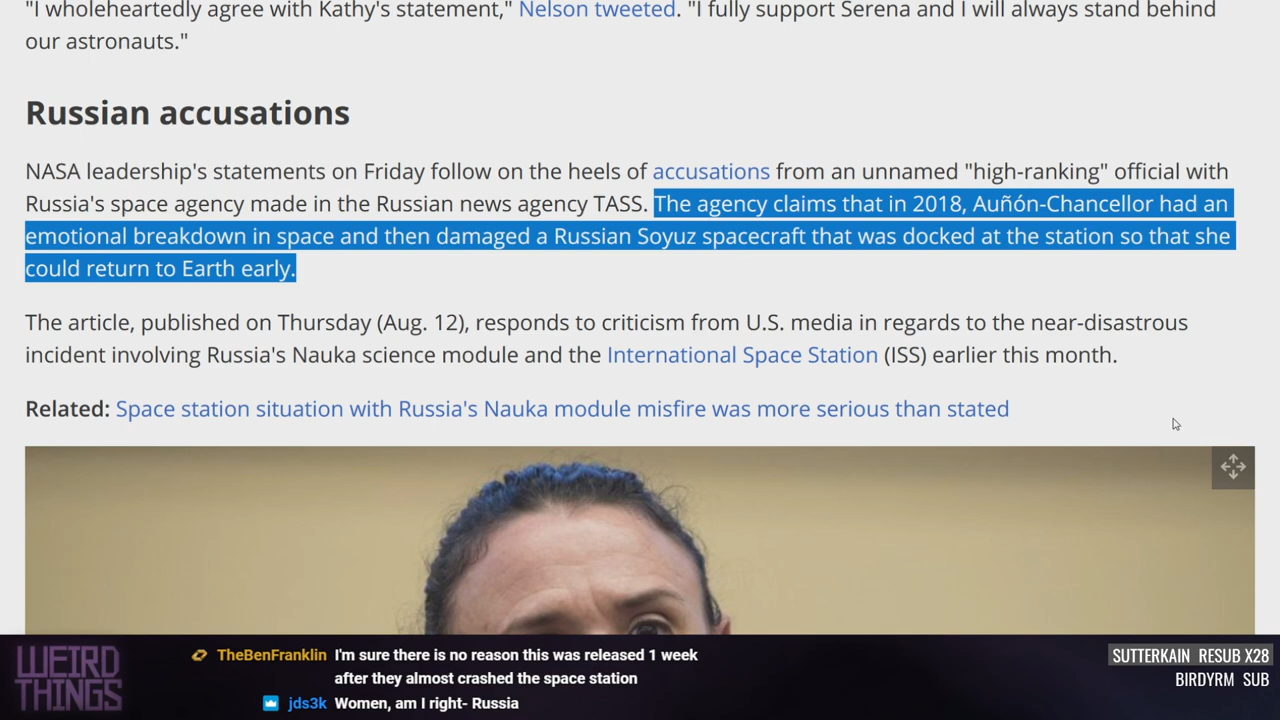 "I wholeheartedly agree with Kathy's statement," Nelson tweeted. "I fully support Serena and I will always stand behind
our astronauts."
Russian accusations
NASA leadership's statements on Friday follow on the heels of accusations from an unnamed "high-ranking" official with
Russia's space agency made in the Russian news agency TASS. The agency claims that in 2018, Auñón-Chancellor had an
emotional breakdown in space and then damaged a Russian Soyuz spacecraft that was docked at the station so that she
could return to Earth early.
The article, published on Thursday (Aug. 12), responds to criticism from U.S. media in regards to the near-disastrous
incident involving Russia's Nauka science module and the International Space Station (ISS) earlier this month.
Related: Space station situation with Russia's Nauka module misfire was more serious than stated
WEIRD
THINGS
TheBenFranklin I'm sure there is no reason this was released 1 week
after they almost crashed the space station
jds3k Women, am I right- Russia
SUTTERKAIN RESUB X28
BIRDYRM SUB